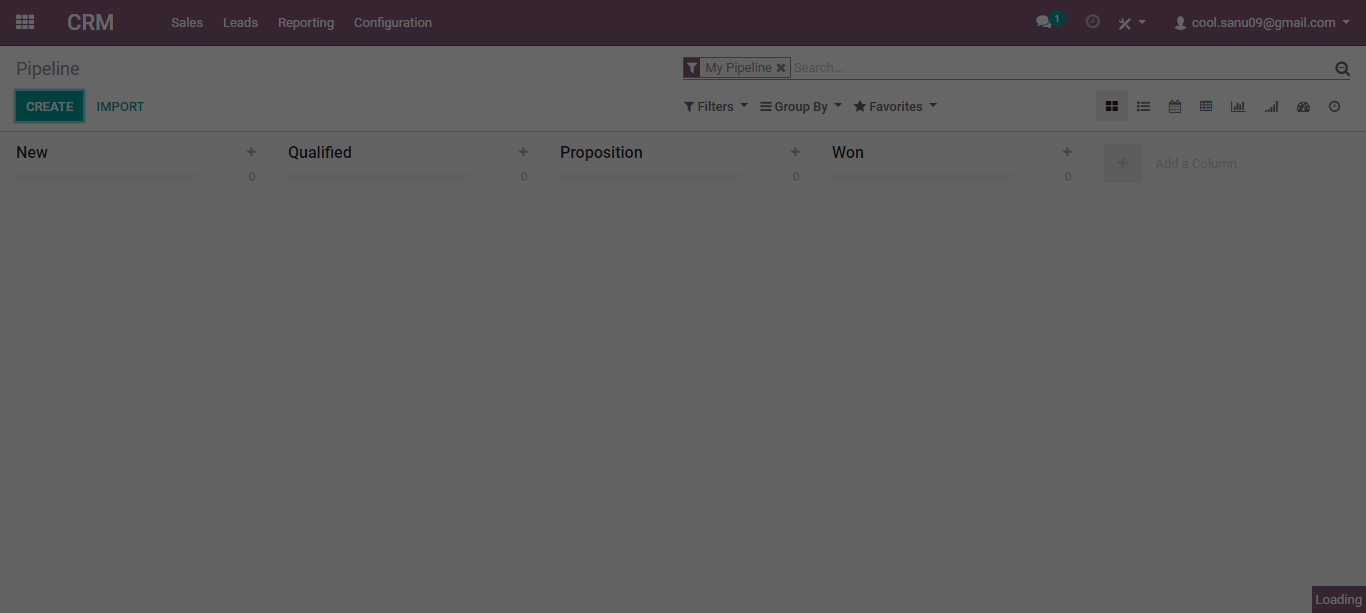 CRM Sales Leads Reporting Configuration 1 cool.sanu09@gmail.com
Pipeline My Pipeline Search...
CREATE IMPORT Filters Group By Favorites
New Qualified Proposition Won Add a Column
0 0 0 0
Loading